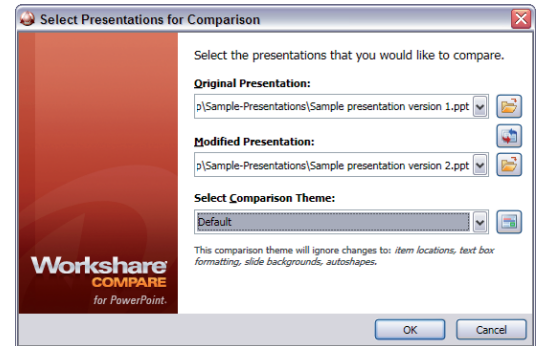 Select Presentations for Comparison
Select the presentations that you would like to compare.
Original Presentation:
p\Sample-Presentations\Sample presentation version 1.ppt
Modified Presentation:
p\Sample-Presentations\Sample presentation version 2.ppt
Select Comparison Theme:
Default
This comparison theme will ignore changes to: item locations, text box
formatting, slide backgrounds, autoshapes.
Workshare
COMPARE
for PowerPoint
OK
Cancel